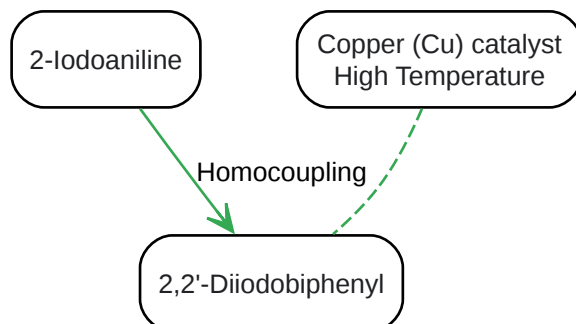 2-Iodoaniline
Copper (Cu) catalyst
High Temperature
Homocoupling
2,2'-Diiodobiphenyl